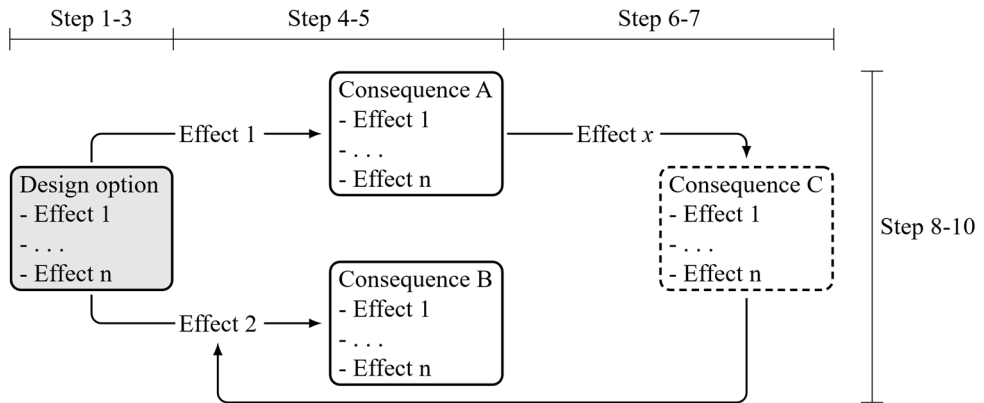 Step 1-3
Step 4-5
Step 6-7
Consequence A
- Effect 1
- . . .
- Effect n
Effect 1
Effect x
Design option
- Effect 1
- . . .
- Effect n
Consequence C
- Effect 1
- . . .
- Effect n
Step 8-10
Consequence B
- Effect 1
- . . .
- Effect n
Effect 2